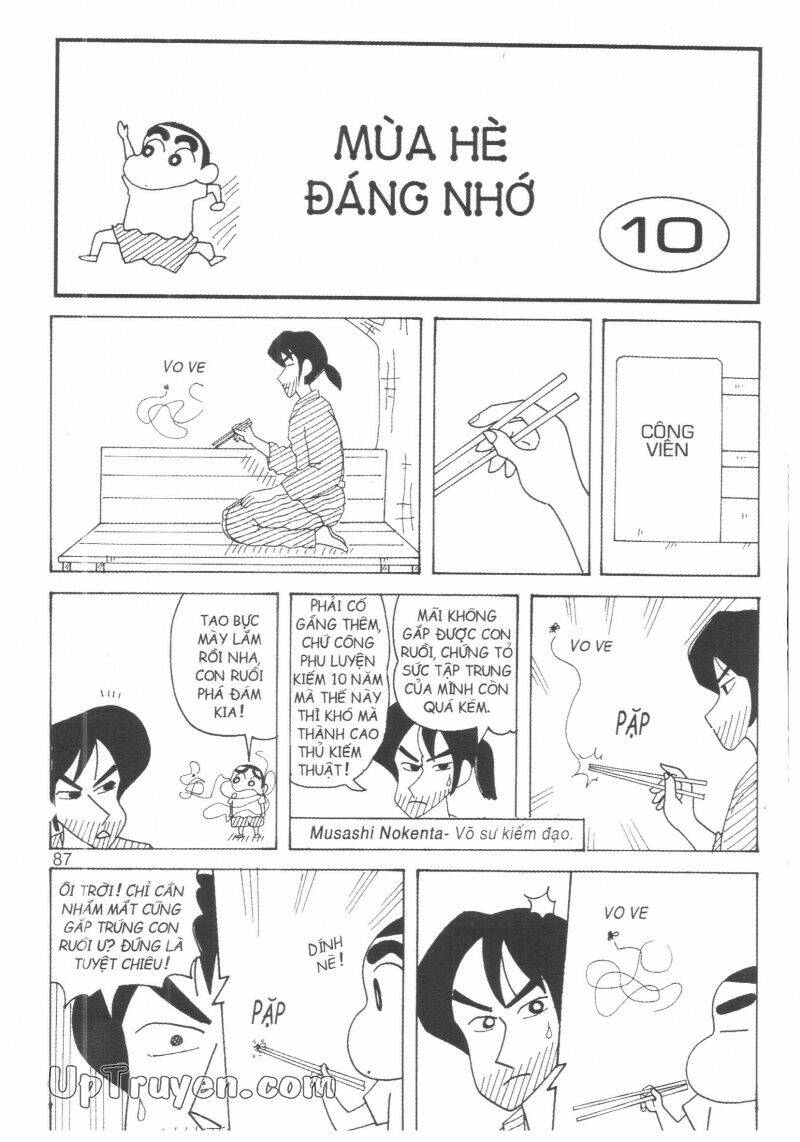 MÙA HÈ
ĐÁNG NHỚ
10
CÔNG
VIÊN
VO VE
VO VE
PẶP
MÃI KHÔNG
GẮP ĐƯỢC CON
RUỒI, CHỨNG TỎ
SỨC TẬP TRUNG
CỦA MÌNH CÒN
QUÁ KÉM.
PHẢI CỐ
GẮNG THÊM,
CHỨ CÔNG
PHU LUYỆN
KIẾM 10 NĂM
MÀ THẾ NÀY
THÌ KHÓ MÀ
THÀNH CAO
THỦ KIẾM
THUẬT!
Musashi Nokenta- Võ sư kiếm đạo.
TAO BỰC
MÀY LẮM
RỒI NHA,
CON RUỒI
PHÁ ĐÁM
KIA!
87
VO VE
DÍNH
NÈ!
PẶP
ÔI TRỜI! CHỈ CẦN
NHẮM MẮT CŨNG
GẮP TRÚNG CON
RUỒI Ư? ĐÚNG LÀ
TUYỆT CHIÊU!
UpTruyen.com